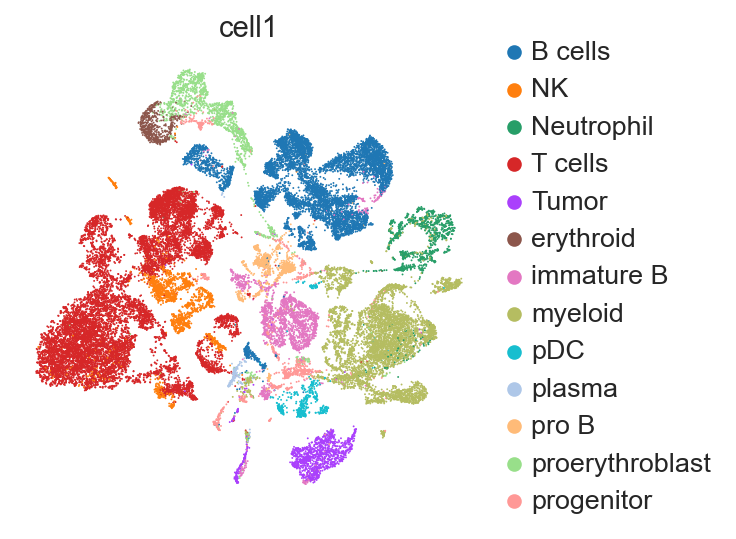 cell1
B cells
NK
Neutrophil
T cells
Tumor
erythroid
immature B
myeloid
pDC
plasma
pro B
proerythroblast
progenitor